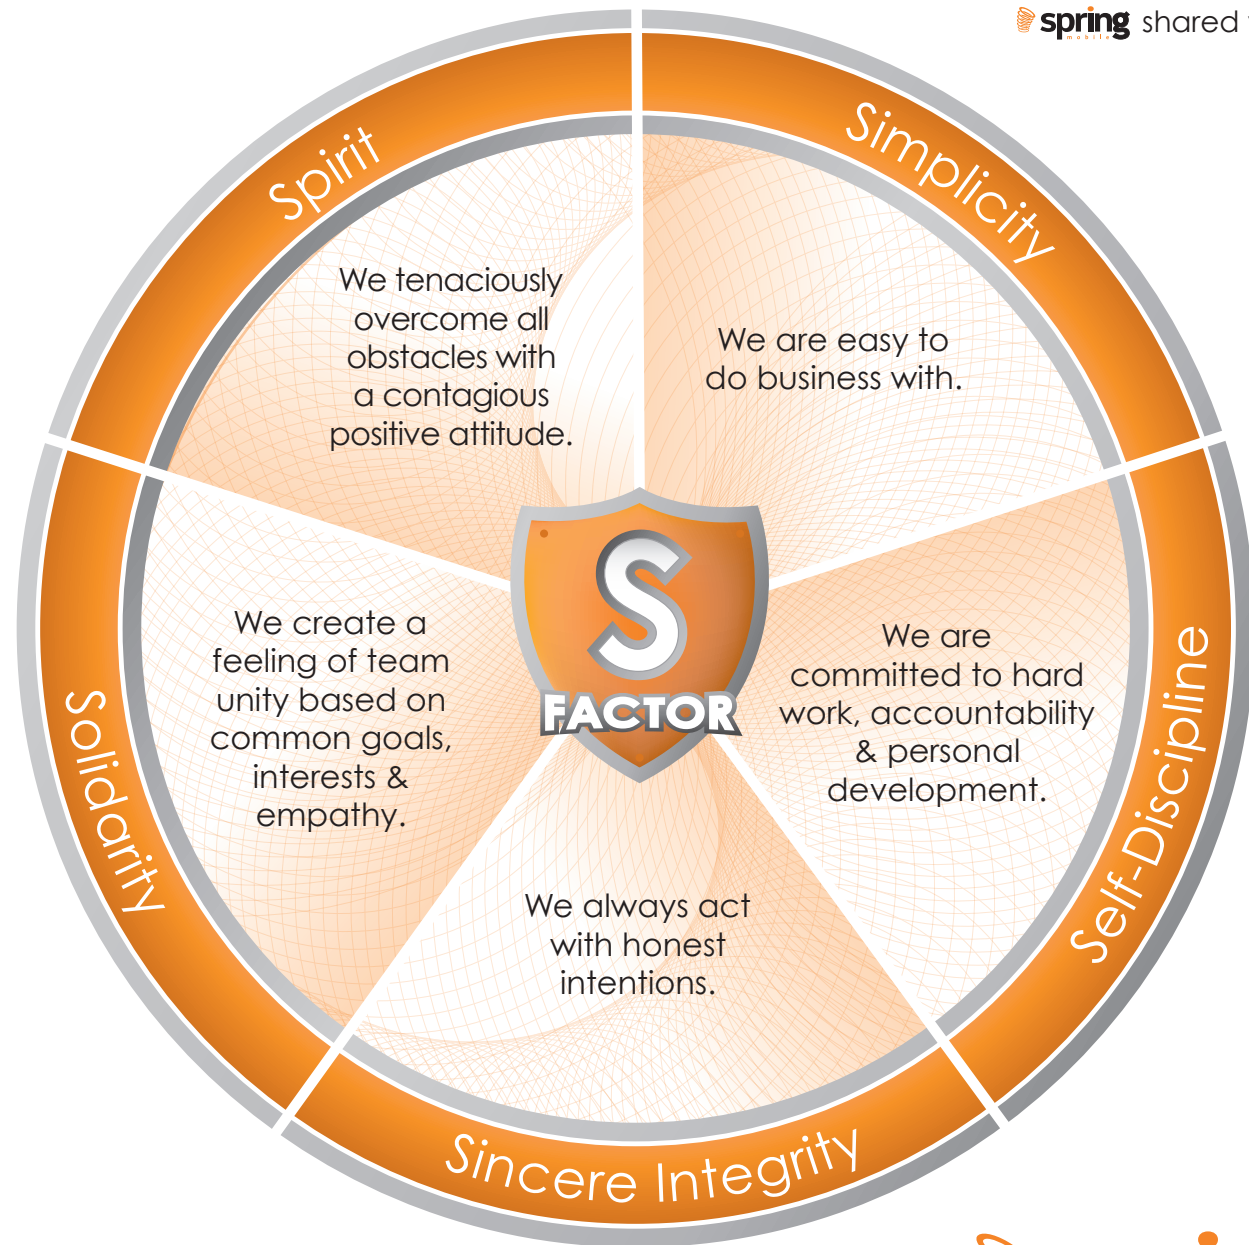 spring shared
mobile
Spirit
Simplicity
We tenaciously
overcome all
obstacles with
a contagious
positive attitude.
We are easy to
do business with.
S
FACTOR
We create a
feeling of team
unity based on
common goals,
interests &
empathy.
We are
committed to hard
work, accountability
& personal
development.
Solidarity
Self-Discipline
We always act
with honest
intentions.
Sincere Integrity